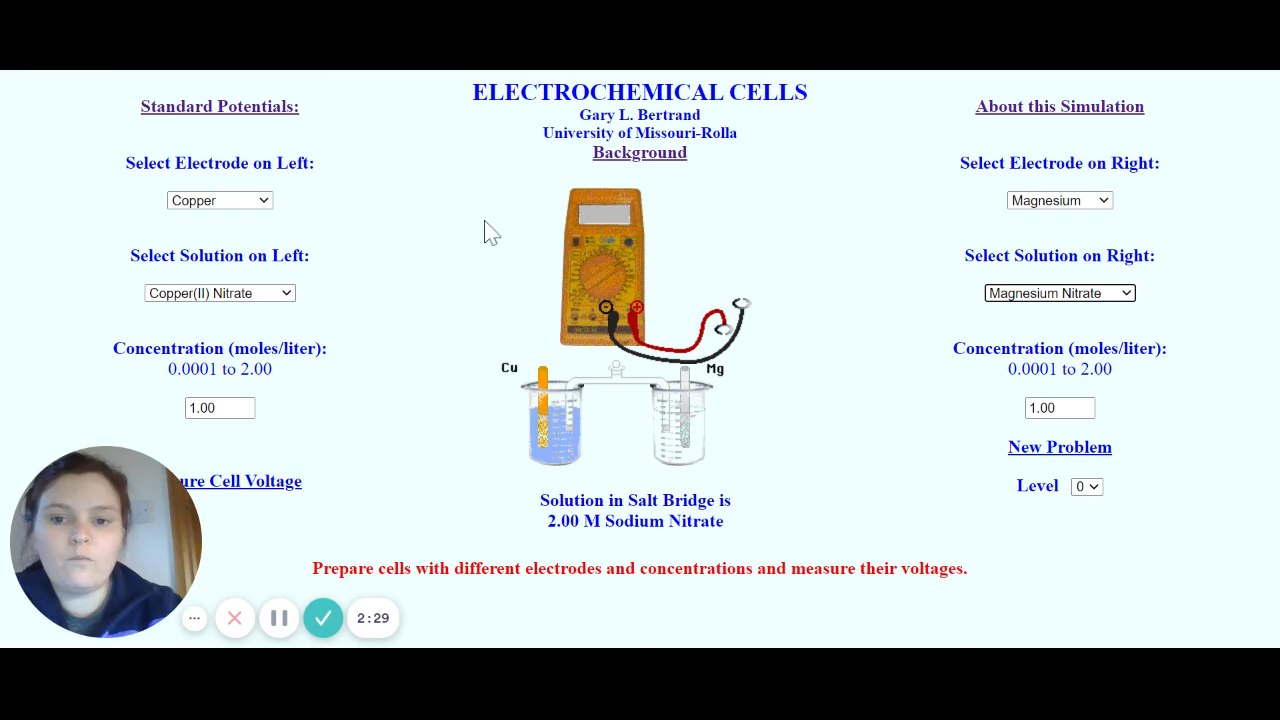 ELECTROCHEMICAL CELLS
Gary L. Bertrand
University of Missouri-Rolla
Background
Standard Potentials:
Select Electrode on Left:
Copper
Select Solution on Left:
Copper(II) Nitrate
Concentration (moles/liter):
0.0001 to 2.00
1.00
ure Cell Voltage
Cu
Mg
Solution in Salt Bridge is
2.00 M Sodium Nitrate
About this Simulation
Select Electrode on Right:
Magnesium
Select Solution on Right:
Magnesium Nitrate
Concentration (moles/liter):
0.0001 to 2.00
1.00
New Problem
Level 0
Prepare cells with different electrodes and concentrations and measure their voltages.
2:29